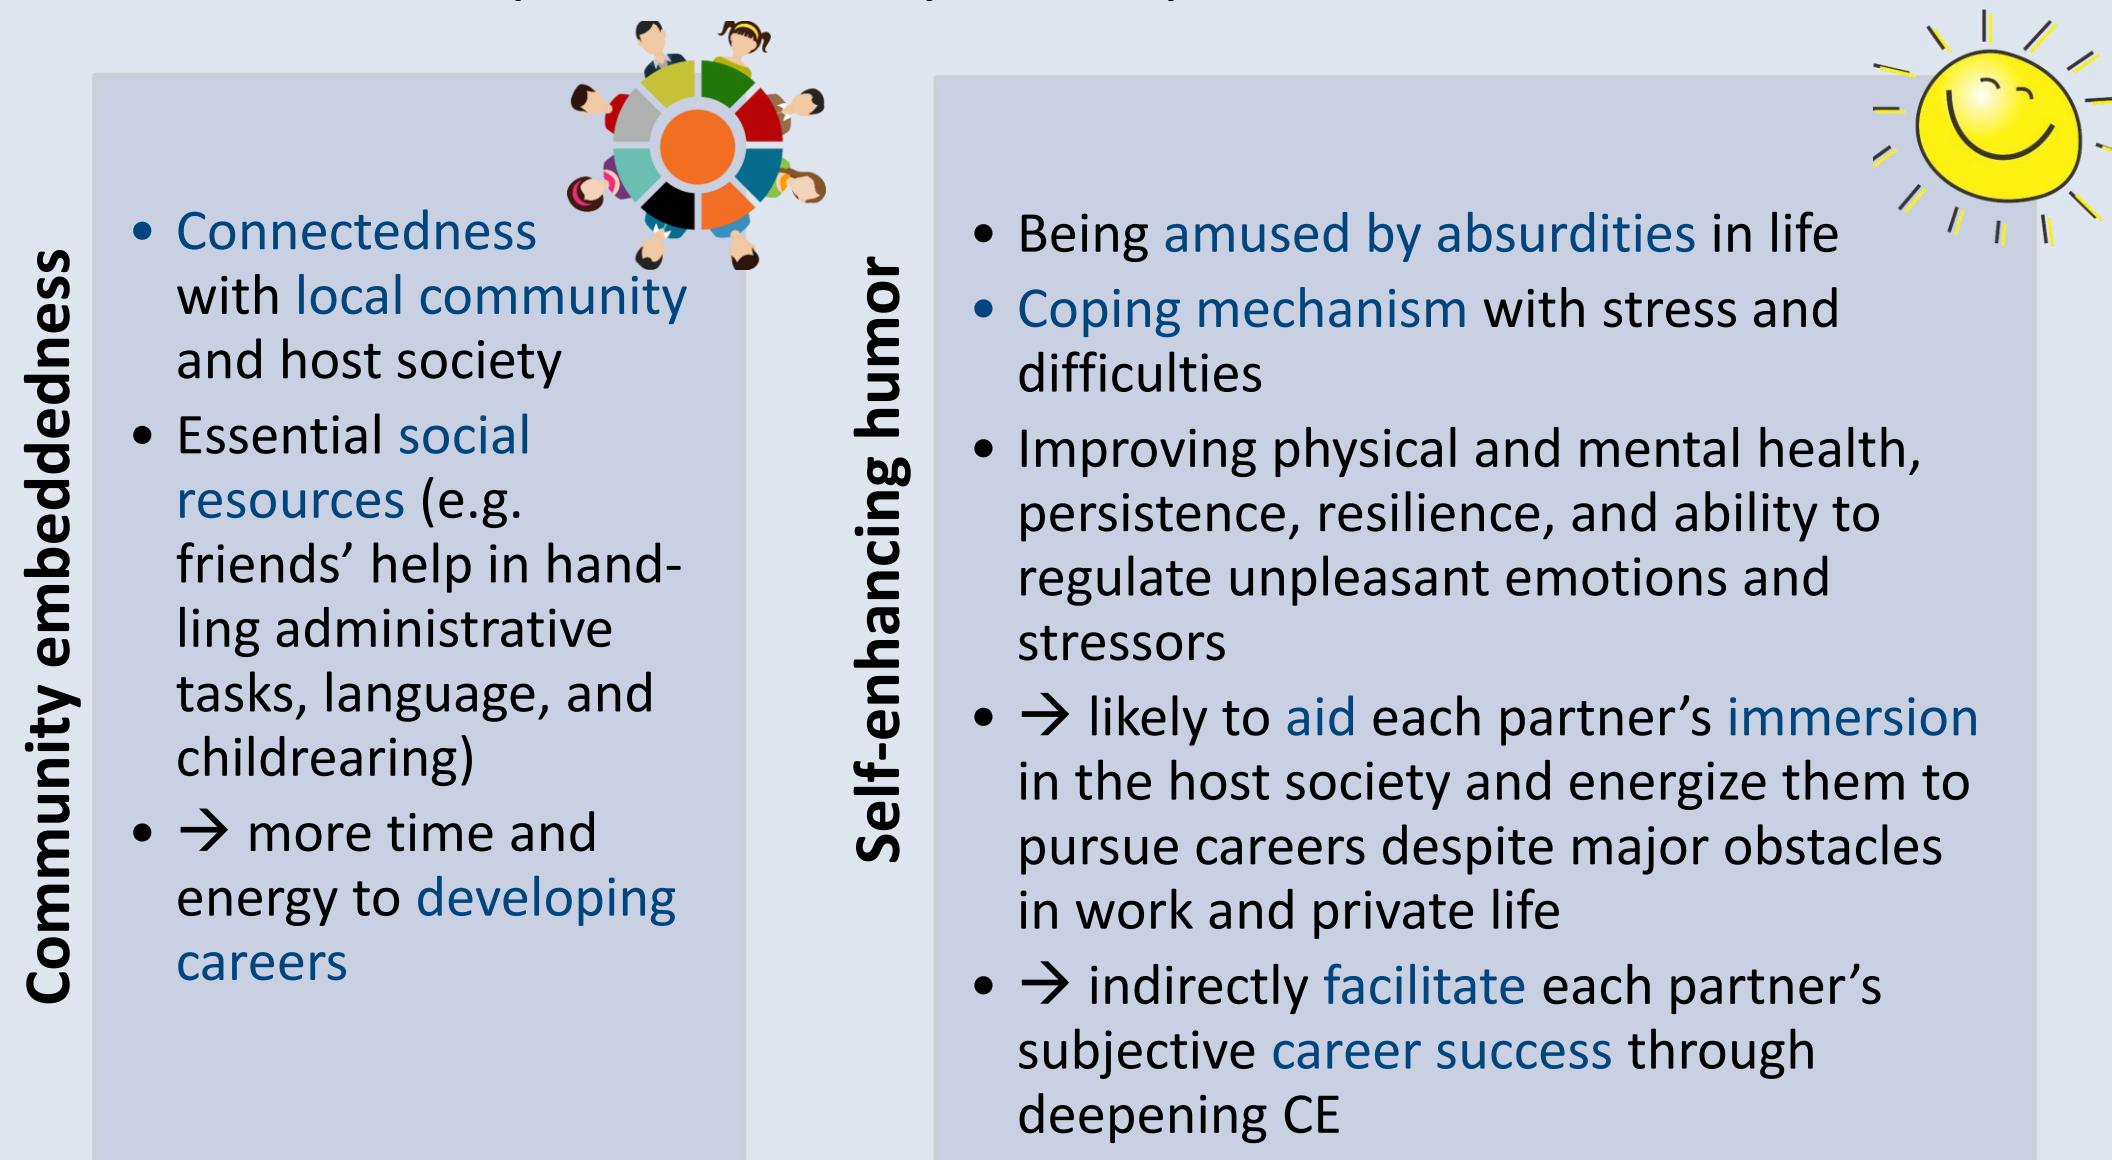 Community embeddedness
• Connectedness
with local community
and host society
• Essential social
resources (e.g.
friends’ help in hand-
ling administrative
tasks, language, and
childrearing)
• → more time and
energy to developing
careers
Self-enhancing humor
• Being amused by absurdities in life
• Coping mechanism with stress and
difficulties
• Improving physical and mental health,
persistence, resilience, and ability to
regulate unpleasant emotions and
stressors
• → likely to aid each partner’s immersion
in the host society and energize them to
pursue careers despite major obstacles
in work and private life
• → indirectly facilitate each partner’s
subjective career success through
deepening CE